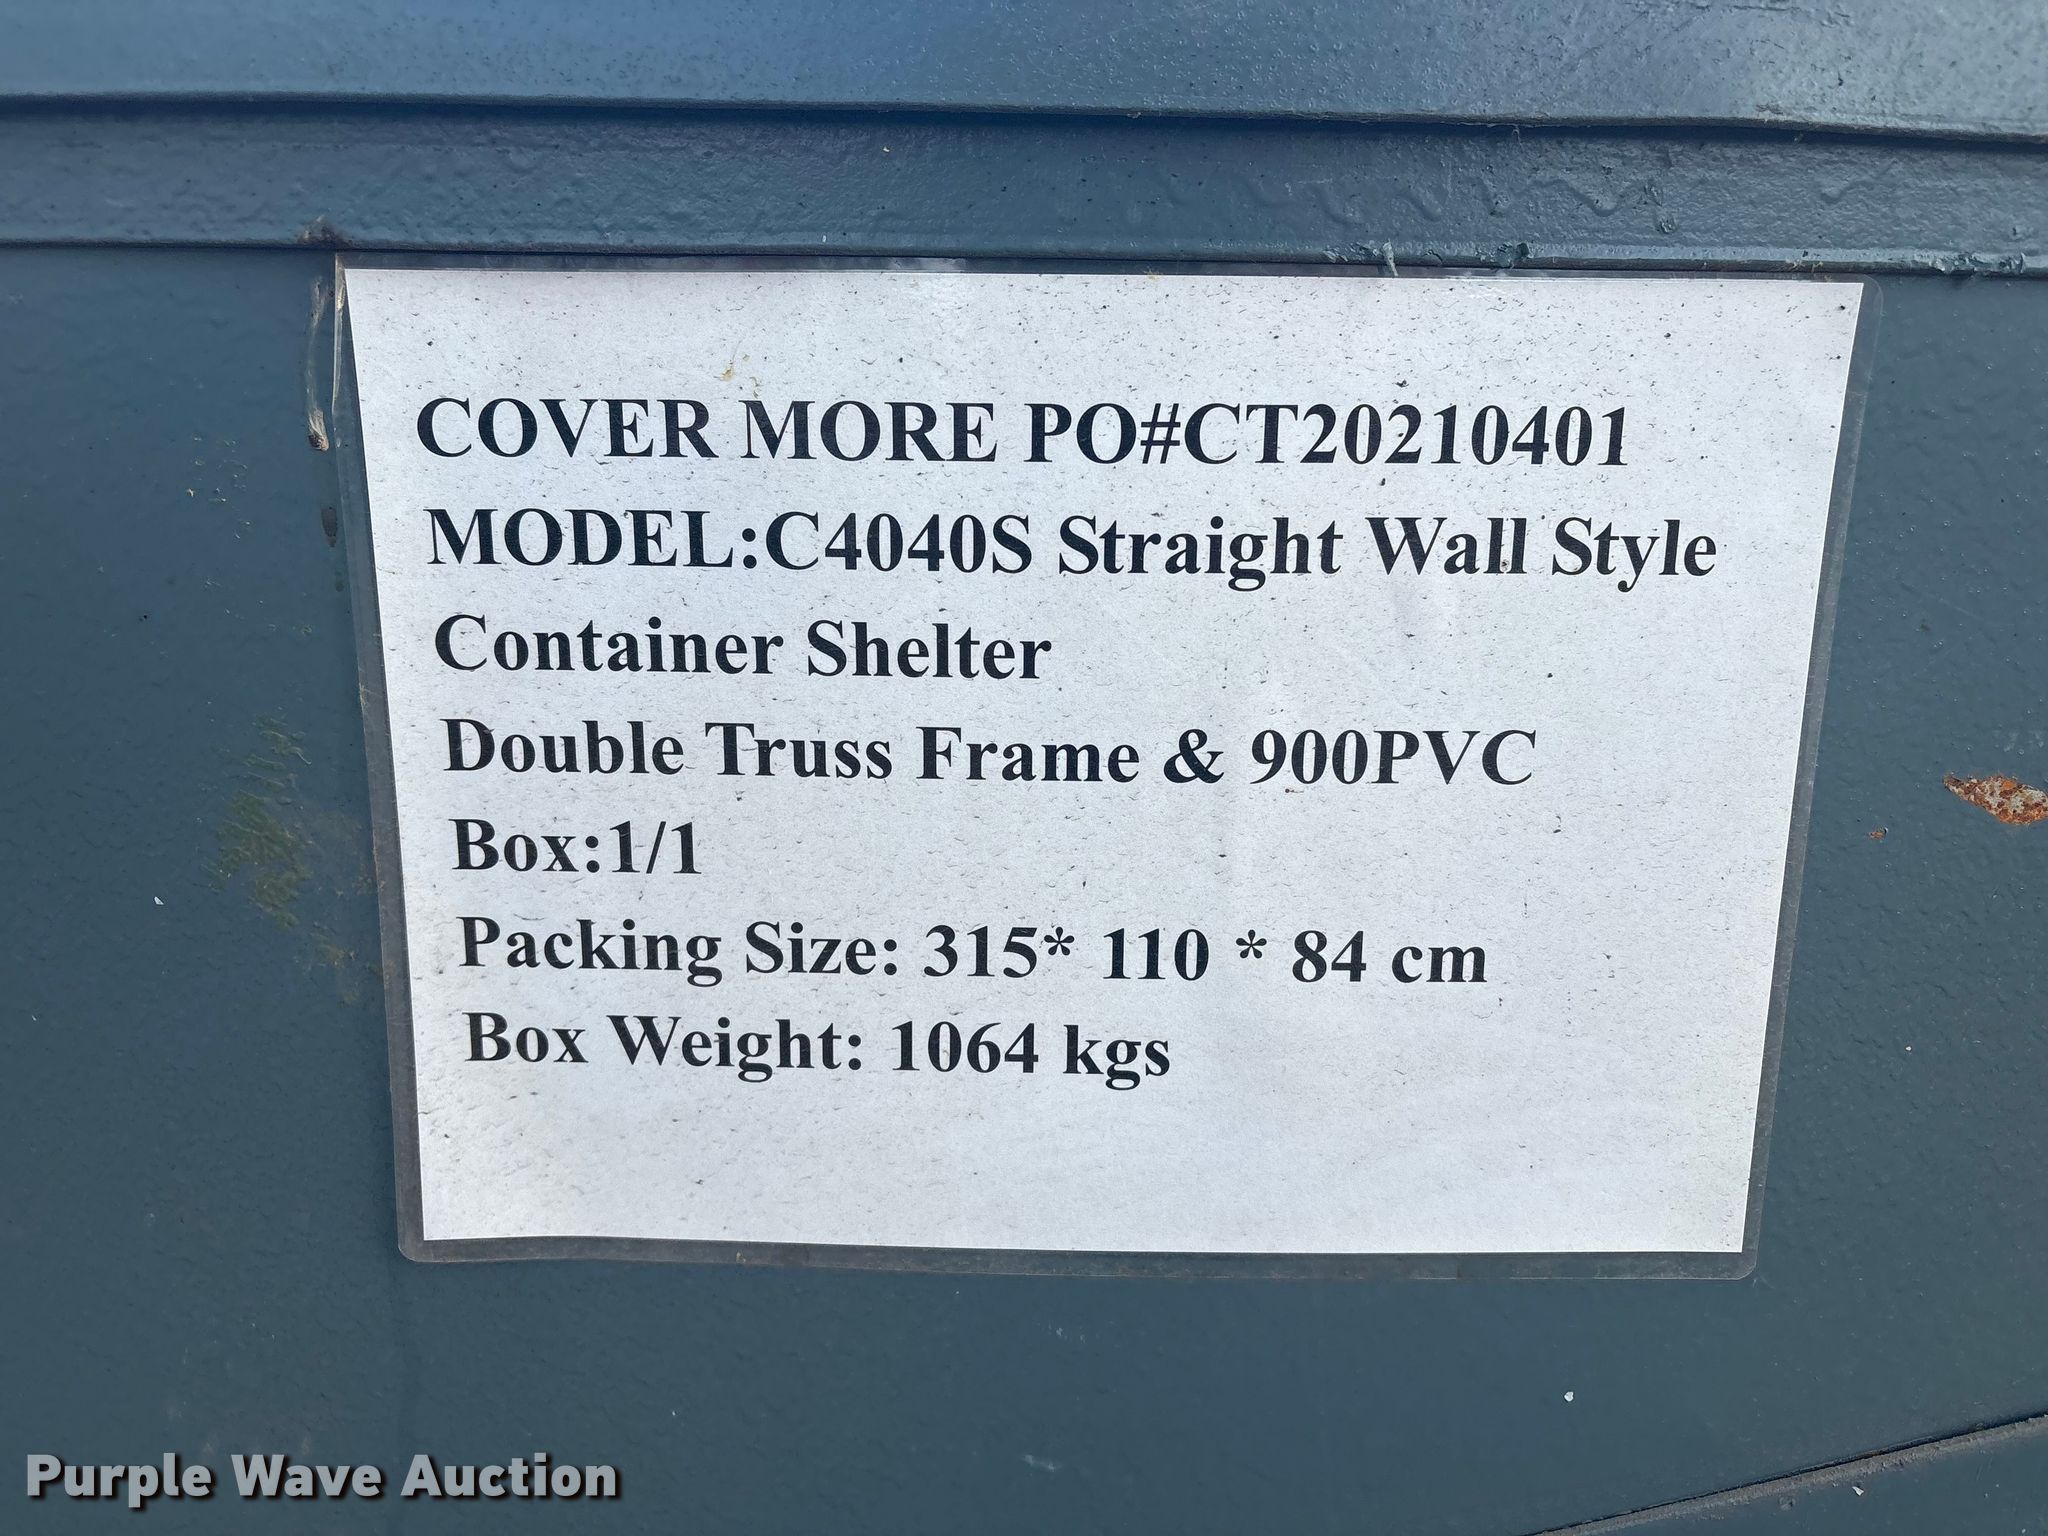 COVER MORE PO#CT20210401
MODEL:C4040S Straight Wall Style
Container Shelter
Double Truss Frame & 900PVC
Box:1/1
Packing Size: 315* 110 * 84 cm
Box Weight: 1064 kgs
Purple Wave Auction